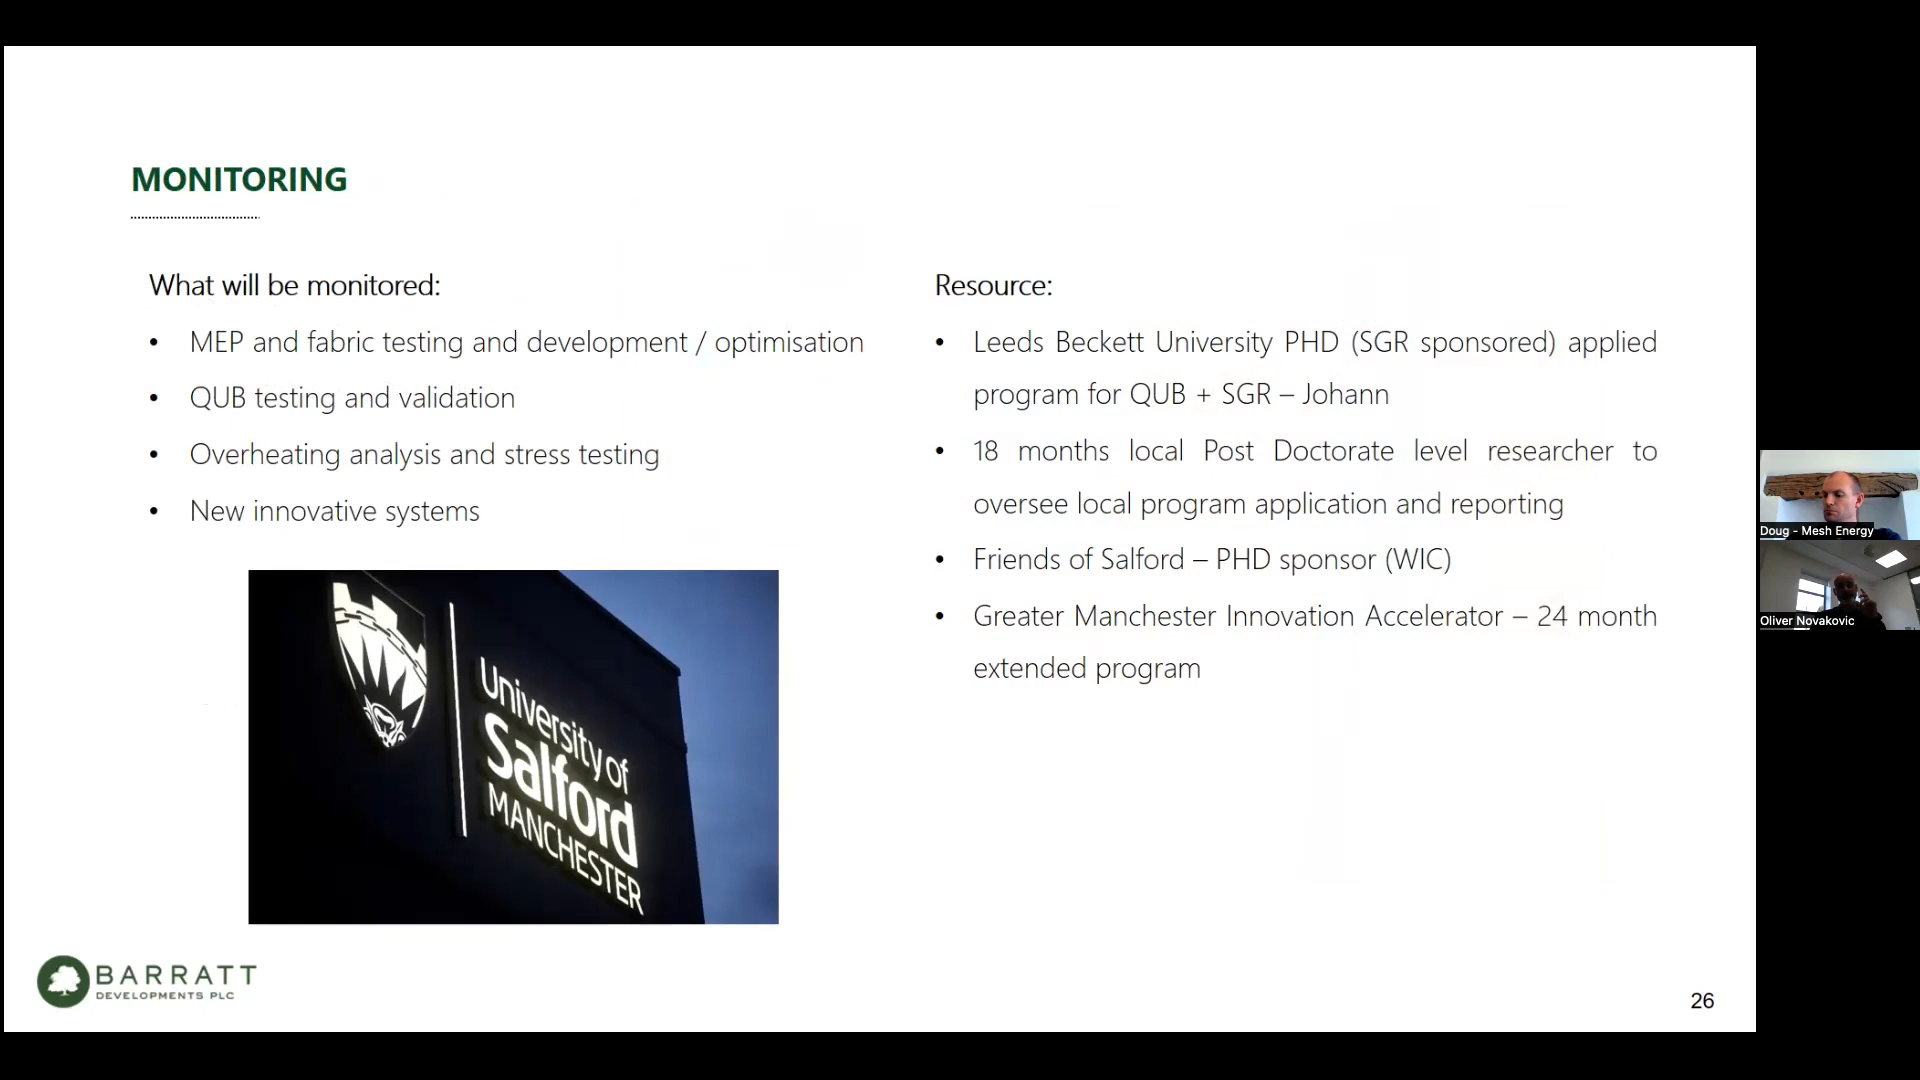 MONITORING
What will be monitored:
• MEP and fabric testing and development / optimisation
• QUB testing and validation
• Overheating analysis and stress testing
• New innovative systems
University of
Salford
MANCHESTER
Resource:
• Leeds Beckett University PHD (SGR sponsored) applied
program for QUB + SGR – Johann
• 18 months local Post Doctorate level researcher to
oversee local program application and reporting
• Friends of Salford – PHD sponsor (WIC)
• Greater Manchester Innovation Accelerator – 24 month
extended program
BARRATT
DEVELOPMENTS PLC
26
Doug - Mesh Energy
Oliver Novakovic